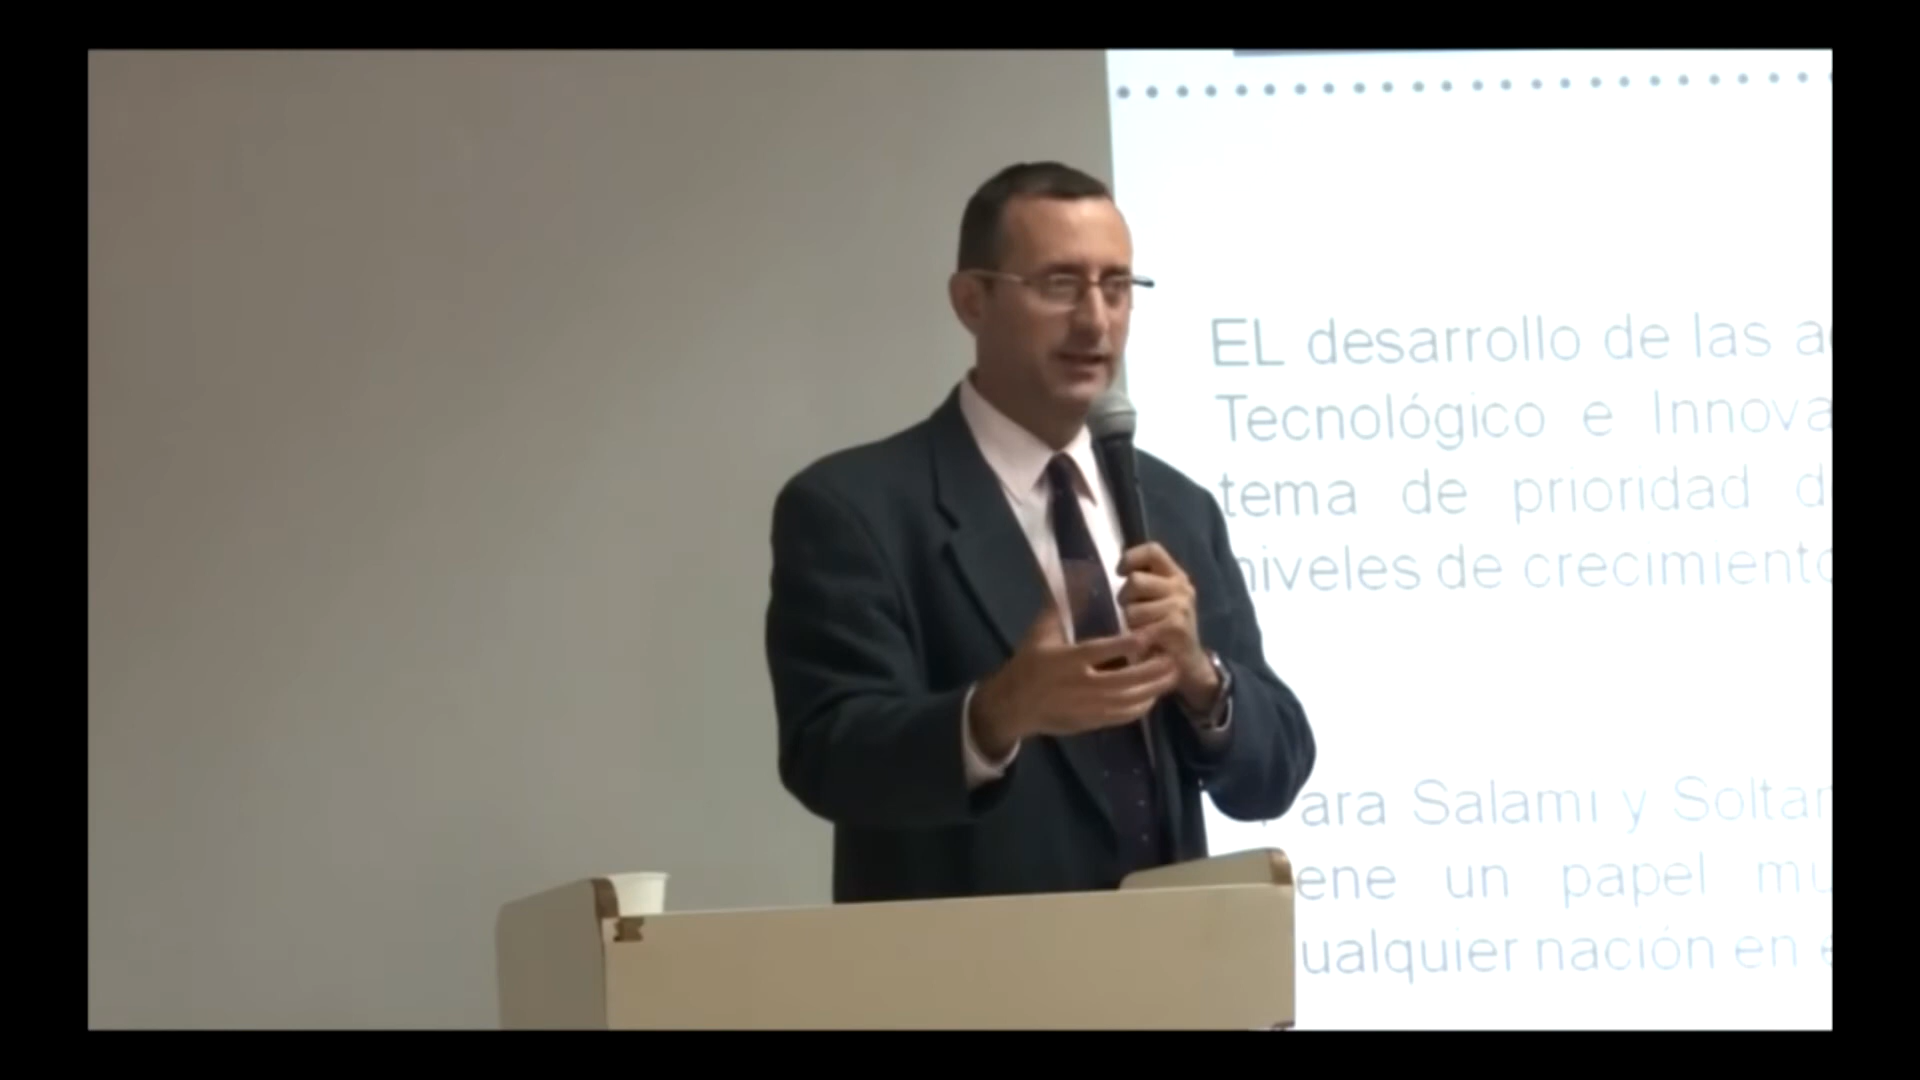 EL desarrollo de las
Tecnológico e Innova
tema de prioridad d
niveles de crecimiento
Para Salami y Soltan
ene un papel mu
ualquier nación en